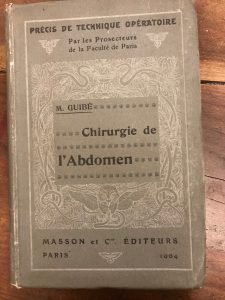 PRÉCIS DE TECHNIQUE OPÉRATOIRE
Par les Prosecteurs
de la Faculté de Paris
M. GUIBÉ
Chirurgie de
l'Abdomen
MASSON et Cie, ÉDITEURS
PARIS 1904